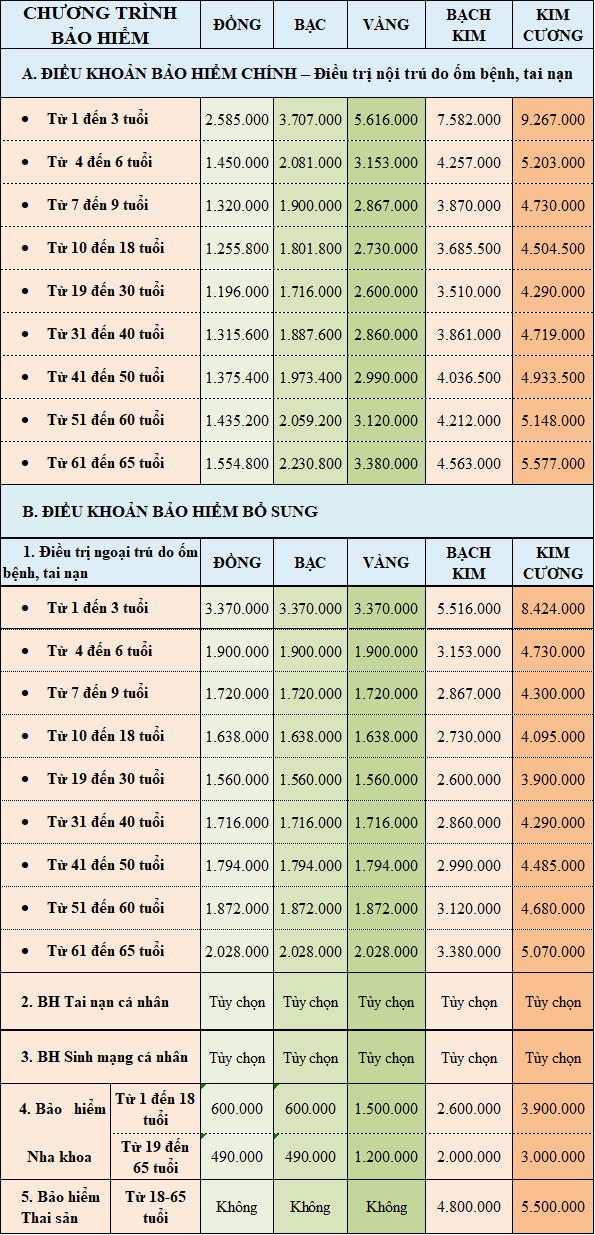 CHƯƠNG TRÌNH BẢO HIỂM ĐỒNG BẠC VÀNG BẠCH KIM KIM CƯƠNG
A. ĐIỀU KHOẢN BẢO HIỂM CHÍNH – Điều trị nội trú do ốm bệnh, tai nạn
• Từ 1 đến 3 tuổi 2.585.000 3.707.000 5.616.000 7.582.000 9.267.000
• Từ 4 đến 6 tuổi 1.450.000 2.081.000 3.153.000 4.257.000 5.203.000
• Từ 7 đến 9 tuổi 1.320.000 1.900.000 2.867.000 3.870.000 4.730.000
• Từ 10 đến 18 tuổi 1.255.800 1.801.800 2.730.000 3.685.500 4.504.500
• Từ 19 đến 30 tuổi 1.196.000 1.716.000 2.600.000 3.510.000 4.290.000
• Từ 31 đến 40 tuổi 1.315.600 1.887.600 2.860.000 3.861.000 4.719.000
• Từ 41 đến 50 tuổi 1.375.400 1.973.400 2.990.000 4.036.500 4.933.500
• Từ 51 đến 60 tuổi 1.435.200 2.059.200 3.120.000 4.212.000 5.148.000
• Từ 61 đến 65 tuổi 1.554.800 2.230.800 3.380.000 4.563.000 5.577.000
B. ĐIỀU KHOẢN BẢO HIỂM BỔ SUNG
1. Điều trị ngoại trú do ốm bệnh, tai nạn ĐỒNG BẠC VÀNG BẠCH KIM KIM CƯƠNG
• Từ 1 đến 3 tuổi 3.370.000 3.370.000 3.370.000 5.516.000 8.424.000
• Từ 4 đến 6 tuổi 1.900.000 1.900.000 1.900.000 3.153.000 4.730.000
• Từ 7 đến 9 tuổi 1.720.000 1.720.000 1.720.000 2.867.000 4.300.000
• Từ 10 đến 18 tuổi 1.638.000 1.638.000 1.638.000 2.730.000 4.095.000
• Từ 19 đến 30 tuổi 1.560.000 1.560.000 1.560.000 2.600.000 3.900.000
• Từ 31 đến 40 tuổi 1.716.000 1.716.000 1.716.000 2.860.000 4.290.000
• Từ 41 đến 50 tuổi 1.794.000 1.794.000 1.794.000 2.990.000 4.485.000
• Từ 51 đến 60 tuổi 1.872.000 1.872.000 1.872.000 3.120.000 4.680.000
• Từ 61 đến 65 tuổi 2.028.000 2.028.000 2.028.000 3.380.000 5.070.000
2. BH Tai nạn cá nhân Tùy chọn Tùy chọn Tùy chọn Tùy chọn Tùy chọn
3. BH Sinh mạng cá nhân Tùy chọn Tùy chọn Tùy chọn Tùy chọn Tùy chọn
4. Bảo hiểm Nha khoa Từ 1 đến 18 tuổi 600.000 600.000 1.500.000 2.600.000 3.900.000
Từ 19 đến 65 tuổi 490.000 490.000 1.200.000 2.000.000 3.000.000
5. Bảo hiểm Thai sản Từ 18-65 tuổi Không Không Không 4.800.000 5.500.000